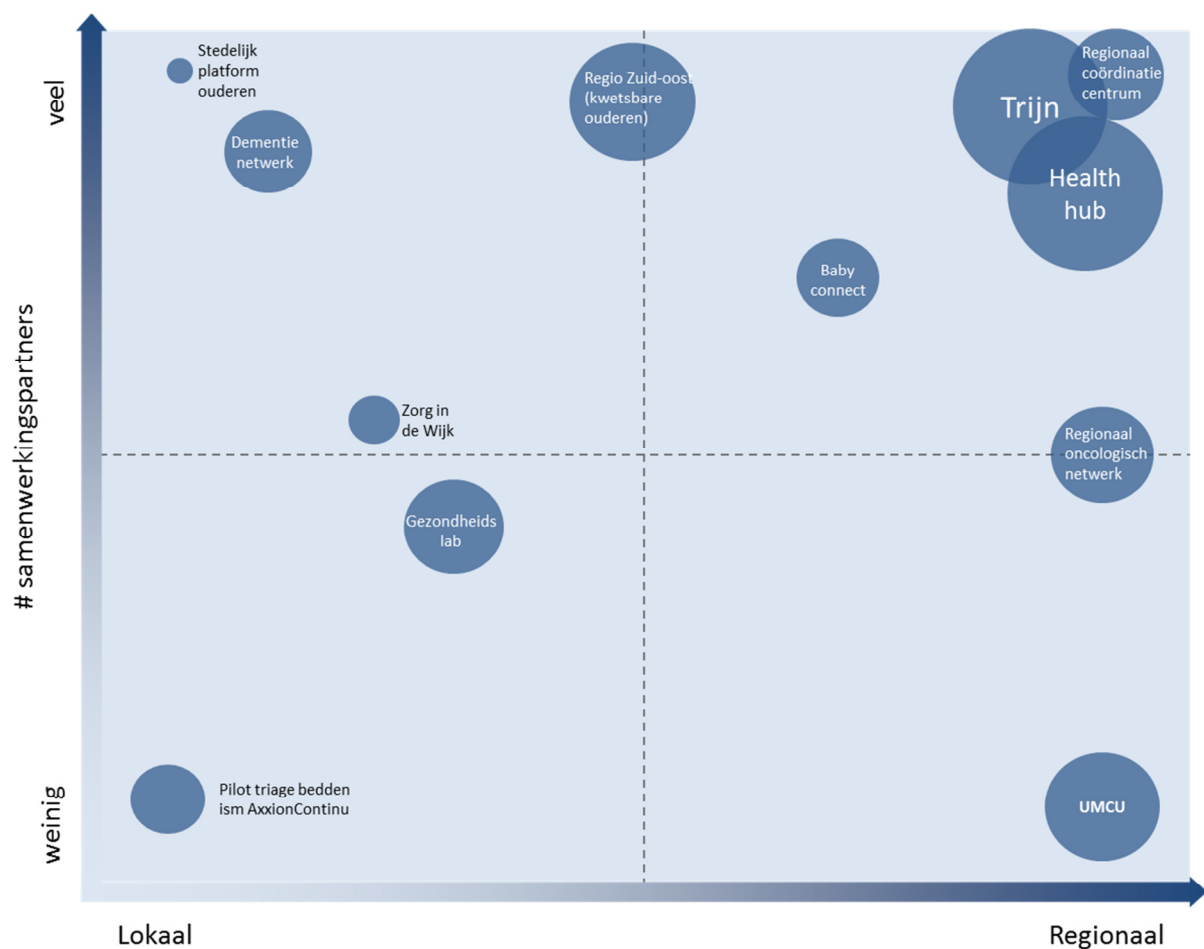 veel
# samenwerkingspartners
weinig
Stedelijk
platform
ouderen
Dementie
netwerk
Regio Zuid-oost
(kwetsbare
ouderen)
Trijn
Regionaal
coördinatie
centrum
Health
hub
Baby
connect
Zorg in
de Wijk
Regionaal
oncologisch
netwerk
Gezondheids
lab
Pilot triage bedden
ism AxxionContinu
UMCU
Lokaal
Regionaal